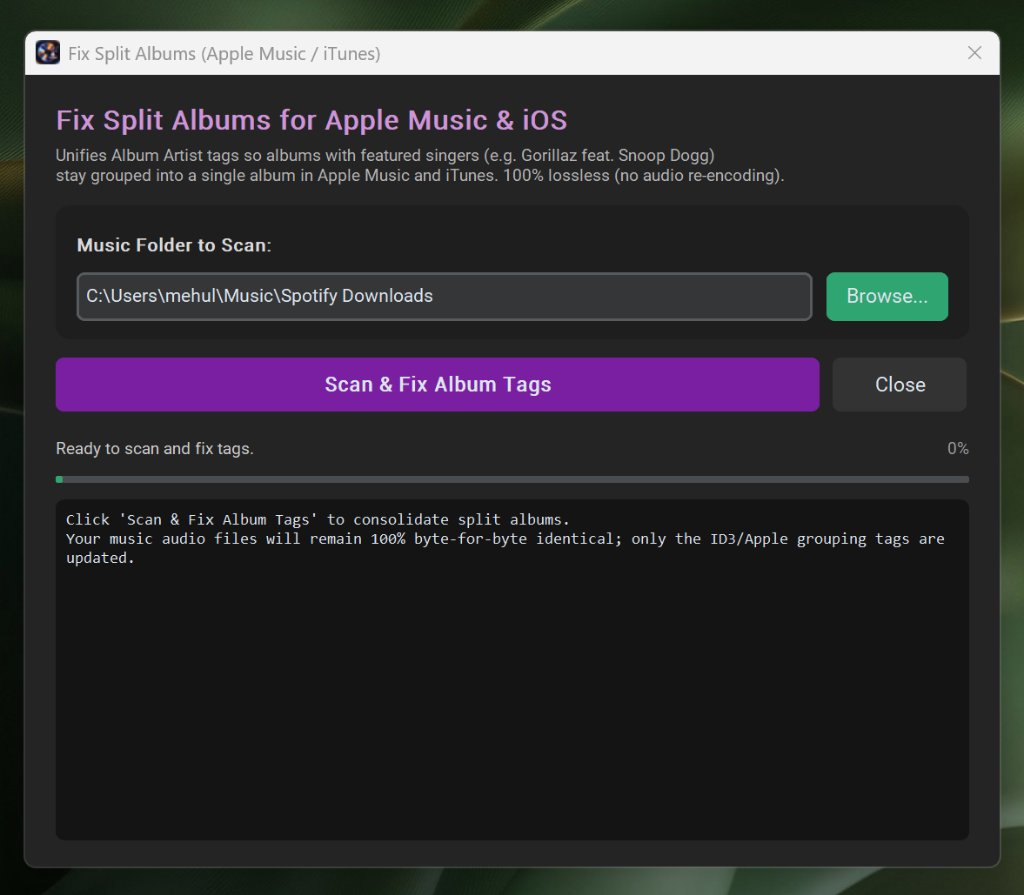 Fix Split Albums (Apple Music / iTunes)
Fix Split Albums for Apple Music & iOS
Unifies Album Artist tags so albums with featured singers (e.g. Gorillaz feat. Snoop Dogg)
stay grouped into a single album in Apple Music and iTunes. 100% lossless (no audio re-encoding).
Music Folder to Scan:
C:\Users\mehul\Music\Spotify Downloads
Browse...
Scan & Fix Album Tags
Close
Ready to scan and fix tags.
0%
Click 'Scan & Fix Album Tags' to consolidate split albums.
Your music audio files will remain 100% byte-for-byte identical; only the ID3/Apple grouping tags are
updated.